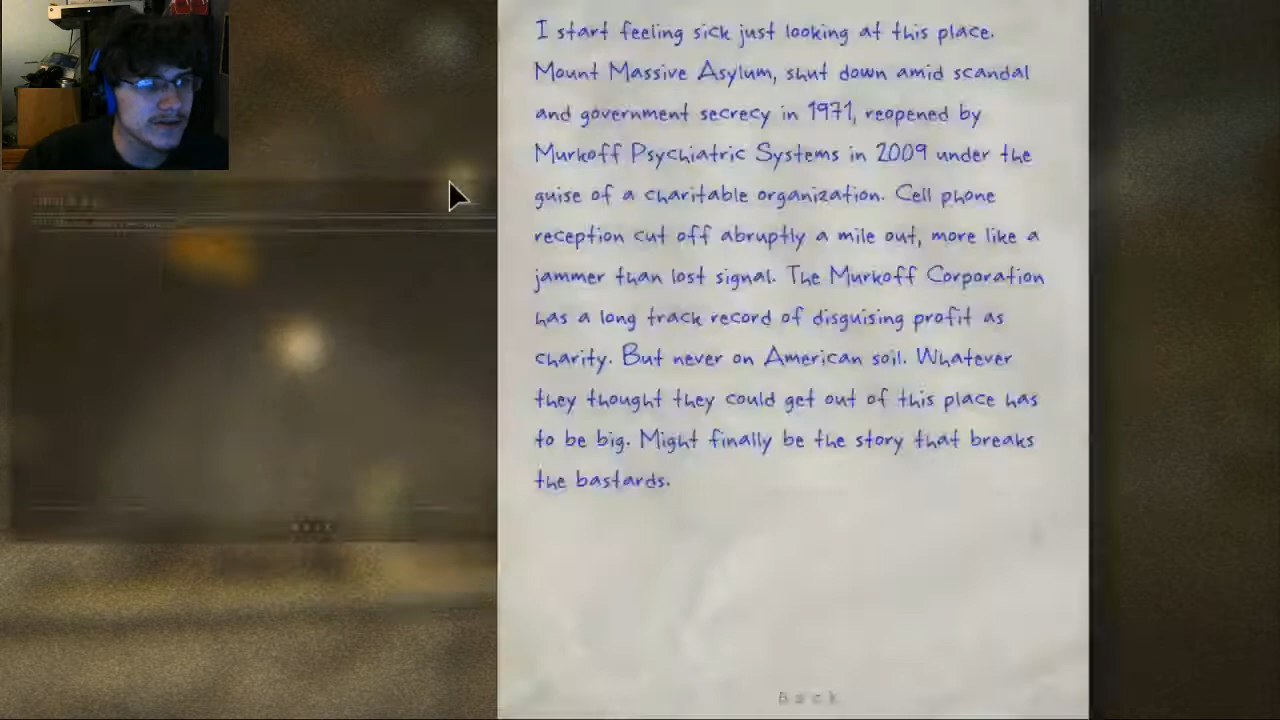 I start feeling sick just looking at this place.
Mount Massive Asylum, shut down amid scandal
and government secrecy in 1971, reopened by
Murkoff Psychiatric Systems in 2009 under the
guise of a charitable organization. Cell phone
reception cut off abruptly a mile out, more like a
jammer than lost signal. The Murkoff Corporation
has a long track record of disguising profit as
charity. But never on American soil. Whatever
they thought they could get out of this place has
to be big. Might finally be the story that breaks
the bastards.
Back